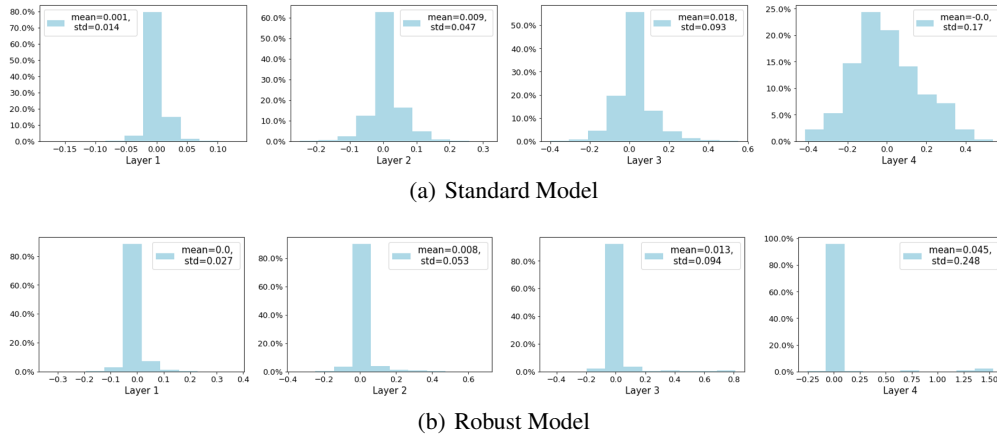 80.0%
70.0%
60.0%
50.0%
40.0%
30.0%
20.0%
10.0%
0.0%
mean=0.001,
std=0.014
−0.15 −0.10 −0.05 0.00 0.05 0.10
Layer 1
60.0%
50.0%
40.0%
30.0%
20.0%
10.0%
0.0%
mean=0.009,
std=0.047
−0.2 −0.1 0.0 0.1 0.2 0.3
Layer 2
50.0%
40.0%
30.0%
20.0%
10.0%
0.0%
mean=0.018,
std=0.093
−0.4 −0.2 0.0 0.2 0.4 0.6
Layer 3
25.0%
20.0%
15.0%
10.0%
5.0%
0.0%
mean=-0.0,
std=0.17
−0.4 −0.2 0.0 0.2 0.4
Layer 4
(a) Standard Model
80.0%
60.0%
40.0%
20.0%
0.0%
mean=0.0,
std=0.027
−0.3 −0.2 −0.1 0.0 0.1 0.2 0.3 0.4
Layer 1
80.0%
60.0%
40.0%
20.0%
0.0%
mean=0.008,
std=0.053
−0.4 −0.2 0.0 0.2 0.4 0.6
Layer 2
80.0%
60.0%
40.0%
20.0%
0.0%
mean=0.013,
std=0.094
−0.4 −0.2 0.0 0.2 0.4 0.6 0.8
Layer 3
100.0%
80.0%
60.0%
40.0%
20.0%
0.0%
mean=0.045,
std=0.248
−0.25 0.00 0.25 0.50 0.75 1.00 1.25 1.50
Layer 4
(b) Robust Model